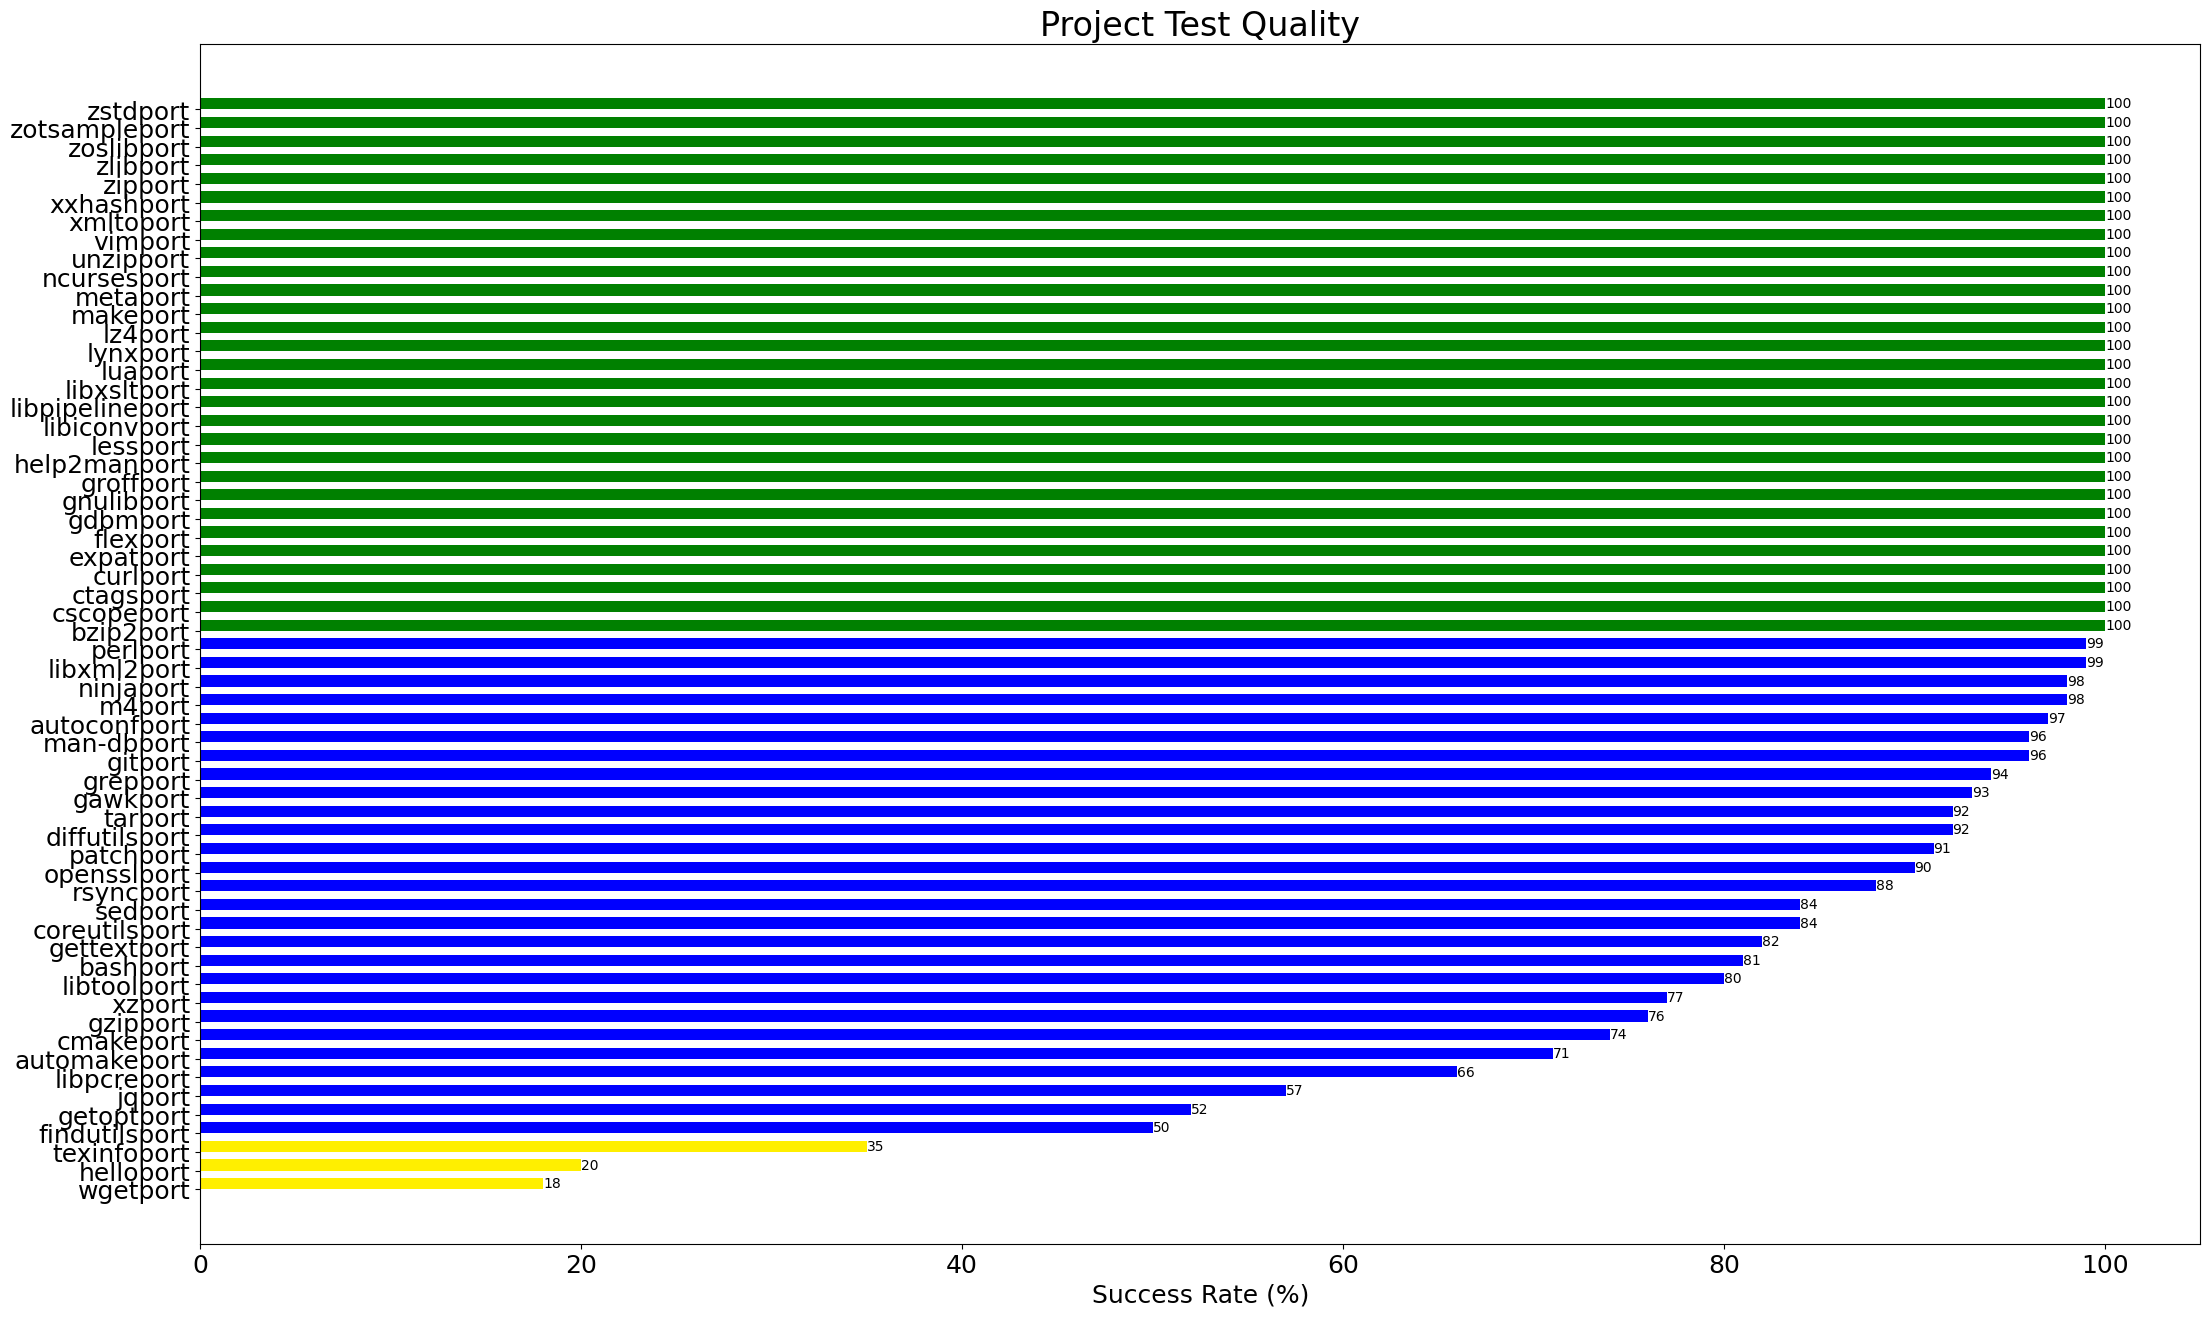 Project Test Quality
zstdport 100
zotsampleport 100
zoslibport 100
zlibport 100
zipport 100
xxhashport 100
xmltoport 100
vimport 100
unzipport 100
ncursesport 100
metaport 100
makeport 100
lz4port 100
lynxport 100
luaport 100
libxsltport 100
libpipelineport 100
libiconvport 100
lessport 100
help2manport 100
groffport 100
gnulibport 100
gdbmport 100
flexport 100
expatport 100
curlport 100
ctagsport 100
cscopeport 100
bzip2port 100
perlport 99
libxml2port 99
ninjaport 98
m4port 98
autoconfport 97
man-dbport 96
gitport 96
grepport 94
gawkport 93
tarport 92
diffutilsport 92
patchport 91
opensslport 90
rsyncport 88
sedport 84
coreutilsport 84
gettextport 82
bashport 81
libtoolport 80
xzport 77
gzipport 76
cmakeport 74
automakeport 71
libpcreport 66
jqport 57
getoptport 52
findutilsport 50
texinfoport 35
helloport 20
wgetport 18
0 20 40 60 80 100
Success Rate (%)